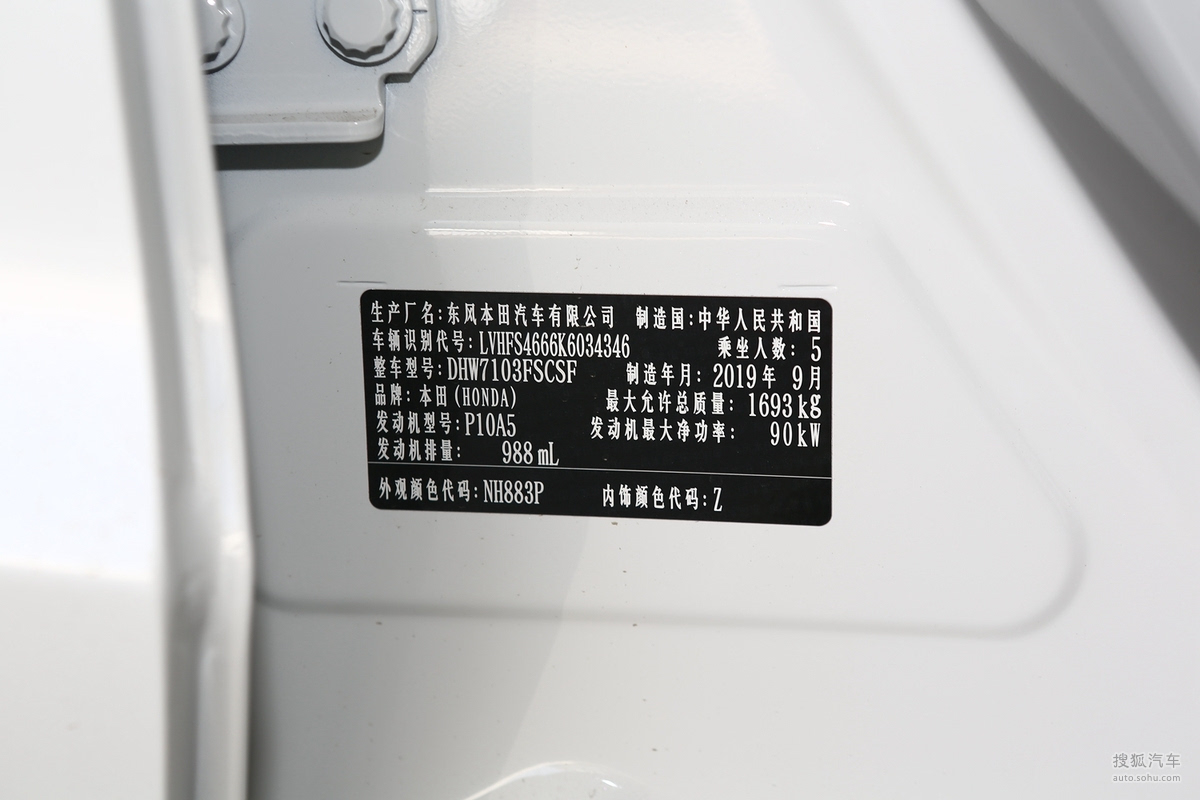 生产厂名:东风本田汽车有限公司 制造国:中华人民共和国
车辆识别代号:LVHFS4666K6034346 乘坐人数: 5
整车型号:DHW7103FSCSF 制造年月: 2019年 9月
品牌: 本田(HONDA) 最大允许总质量: 1693kg
发动机型号:P10A5 发动机最大净功率: 90kW
发动机排量: 988mL
外观颜色代码:NH883P 内饰颜色代码:Z
搜狐汽车
auto.sohu.com